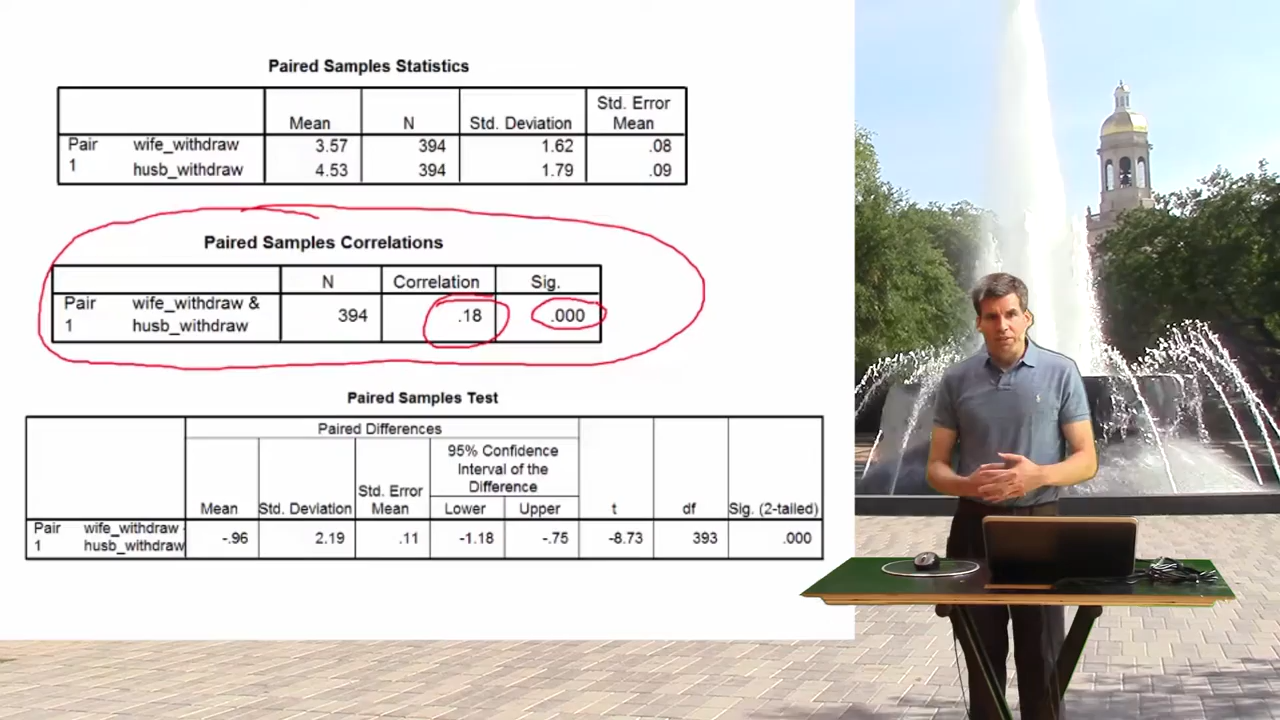 Paired Samples Statistics
Mean N Std. Deviation Std. Error Mean
Pair 1 wife_withdraw 3.57 394 1.62 .08
husb_withdraw 4.53 394 1.79 .09
Paired Samples Correlations
N Correlation Sig.
Pair 1 wife_withdraw & husb_withdraw 394 .18 .000
Paired Samples Test
Paired Differences
95% Confidence Interval of the Difference
Mean Std. Deviation Std. Error Mean Lower Upper t df Sig. (2-tailed)
Pair 1 wife_withdraw - husb_withdraw -.96 2.19 .11 -1.18 -.75 -8.73 393 .000